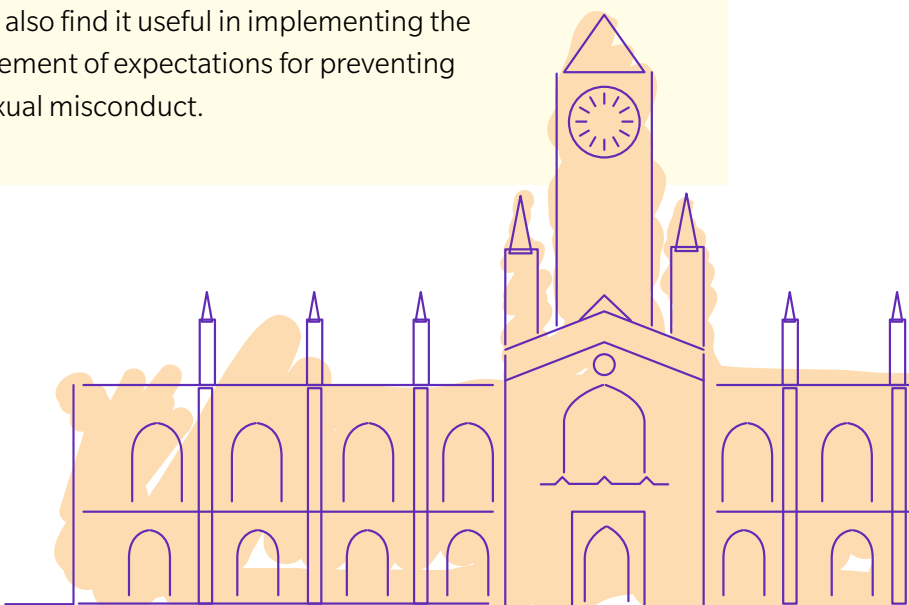 also find it useful in implementing the
ement of expectations for preventing
xual misconduct.